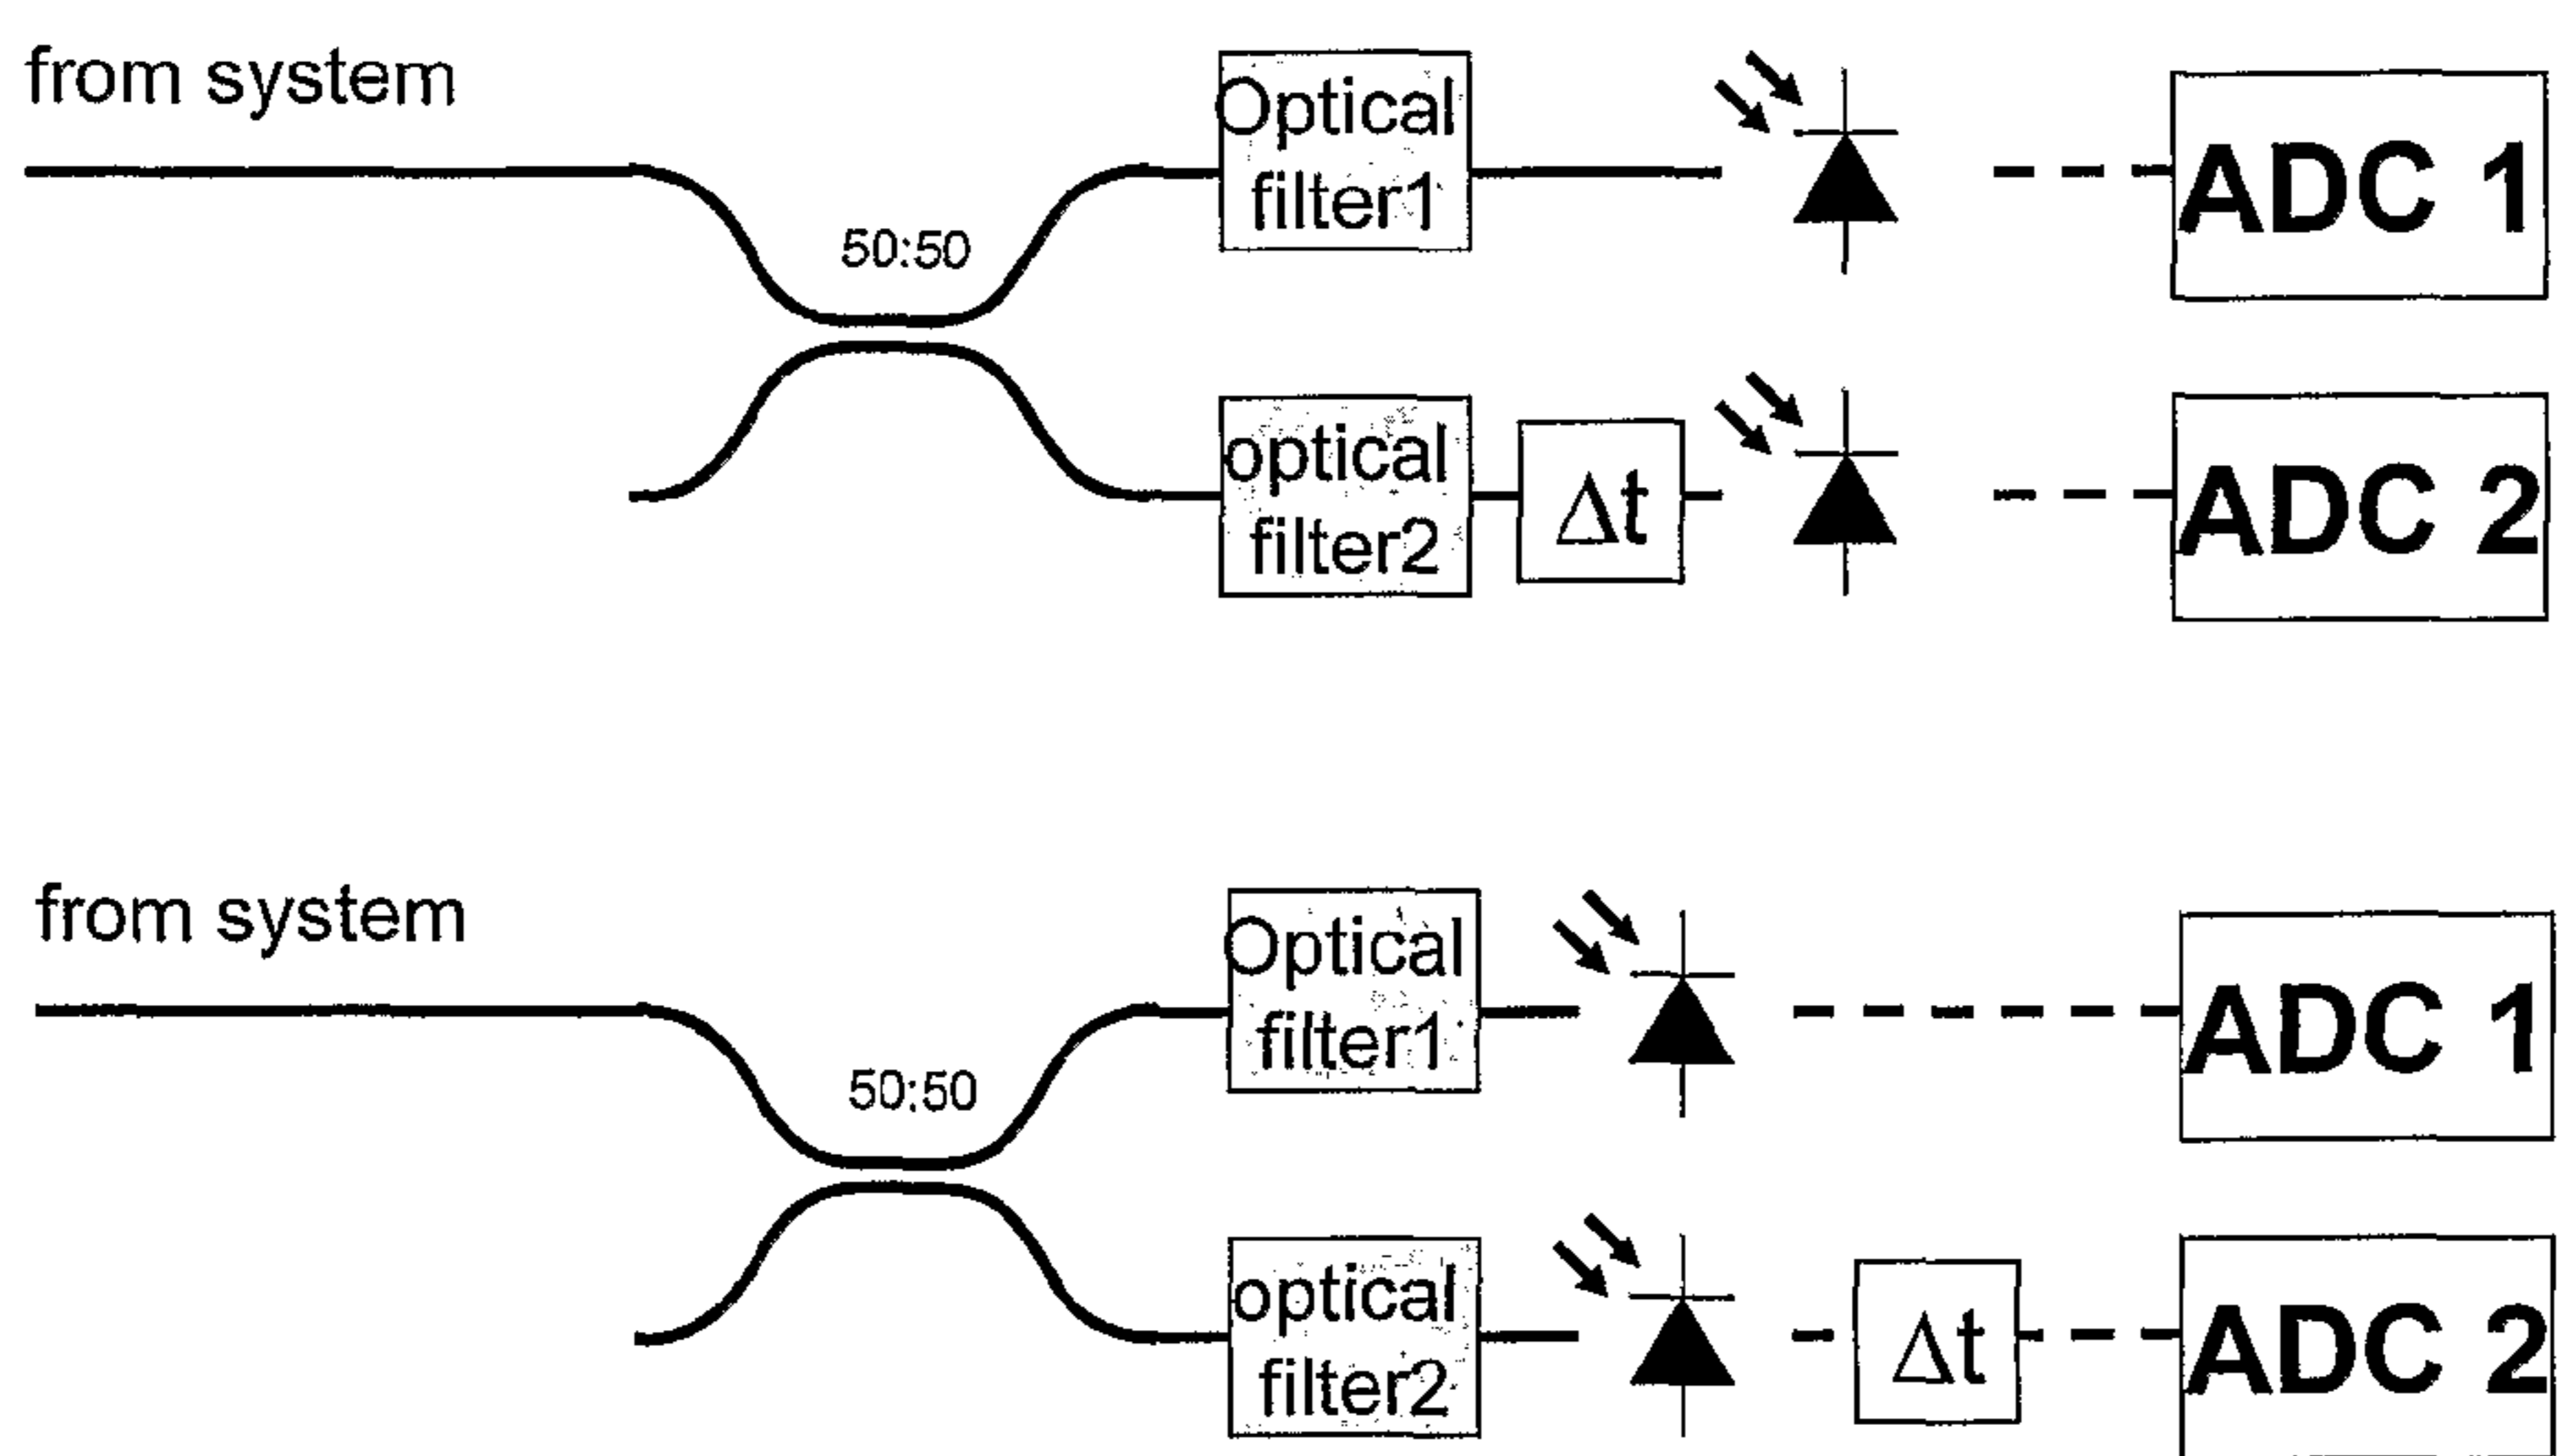 from system
Optical
filter1
ADC 1
50:50
optical
filter2
Δt
ADC 2
from system
Optical
filter1
ADC 1
50:50
optical
filter2
Δt
ADC 2